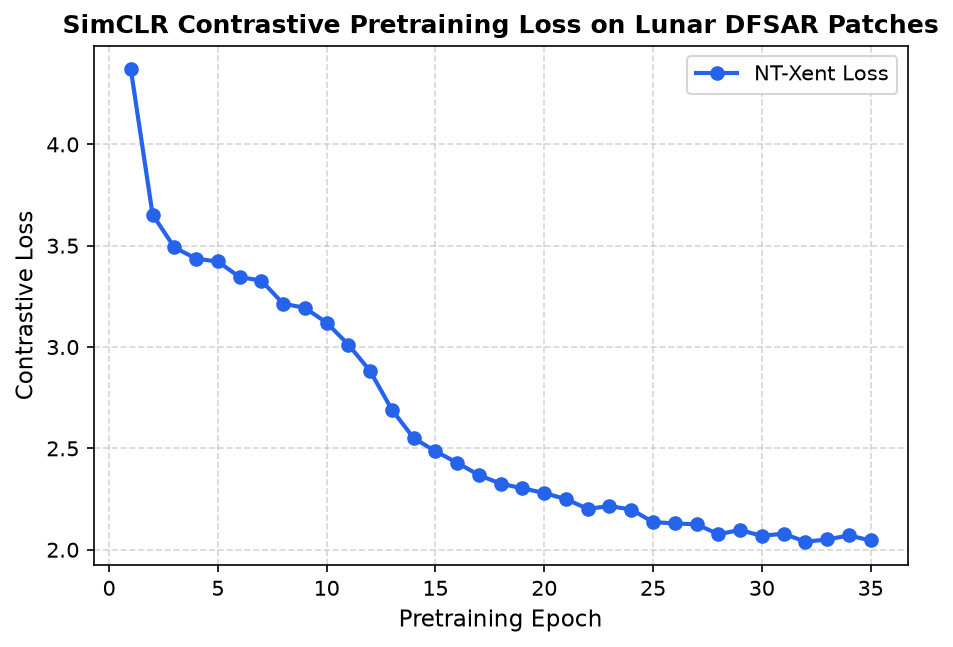 SimCLR Contrastive Pretraining Loss on Lunar DFSAR Patches
NT-Xent Loss
Contrastive Loss
4.0
3.5
3.0
2.5
2.0
0 5 10 15 20 25 30 35
Pretraining Epoch